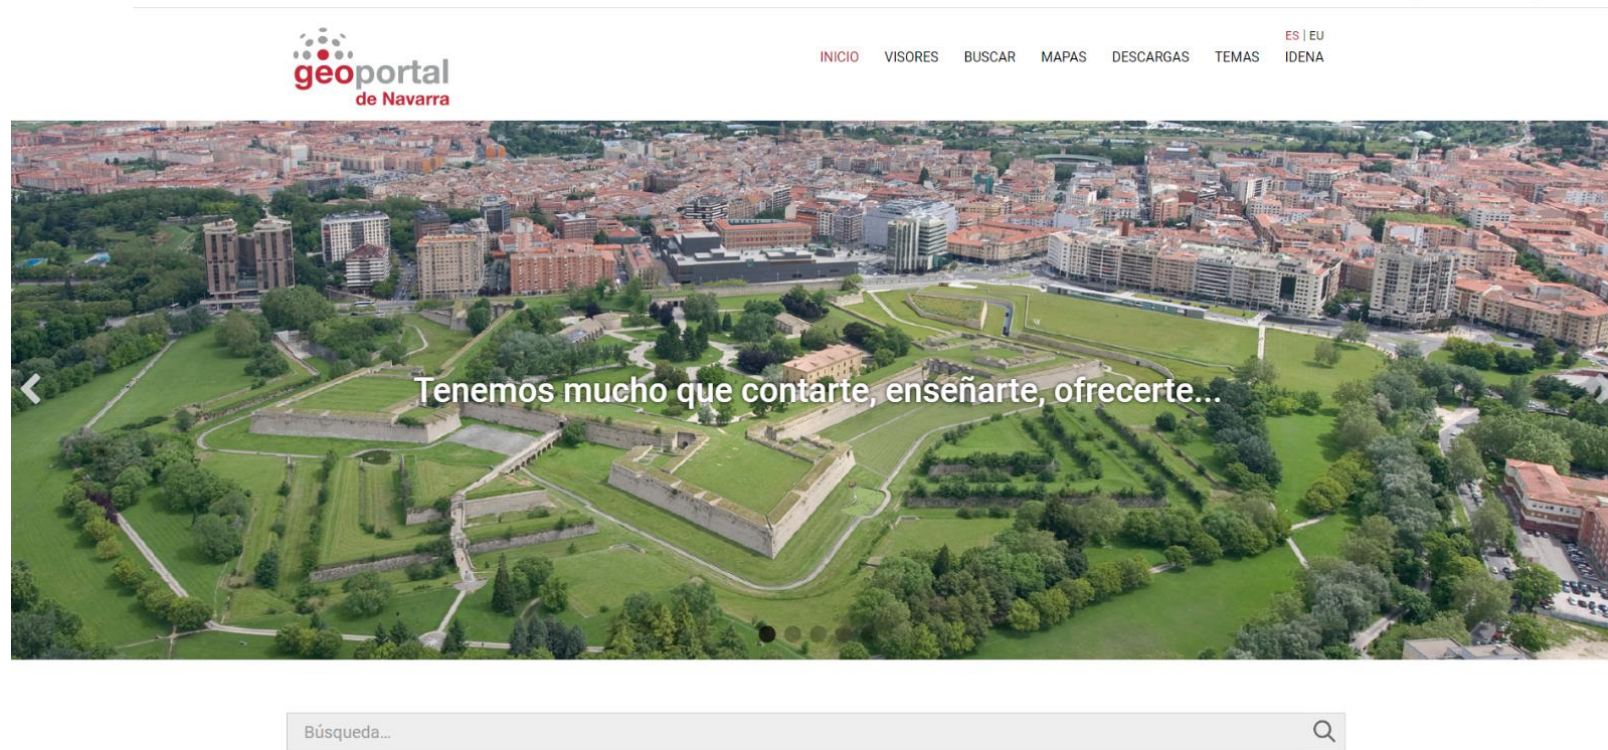 ES | EU
geoportal
de Navarra
INICIO VISORES BUSCAR MAPAS DESCARGAS TEMAS IDENA
Tenemos mucho que contarte, enseñarte, ofrecerte...
Búsqueda...